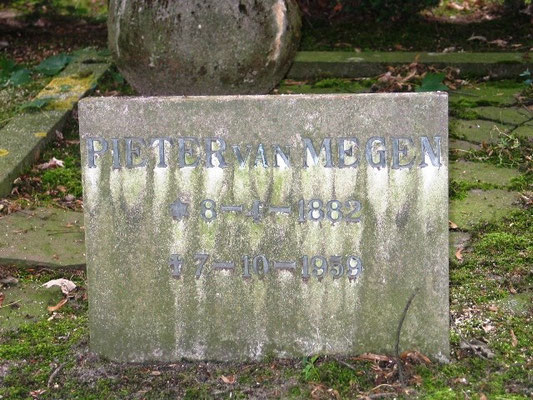 PIETER VAN MEGEN
* 8-4-1882
† 7-10-1959